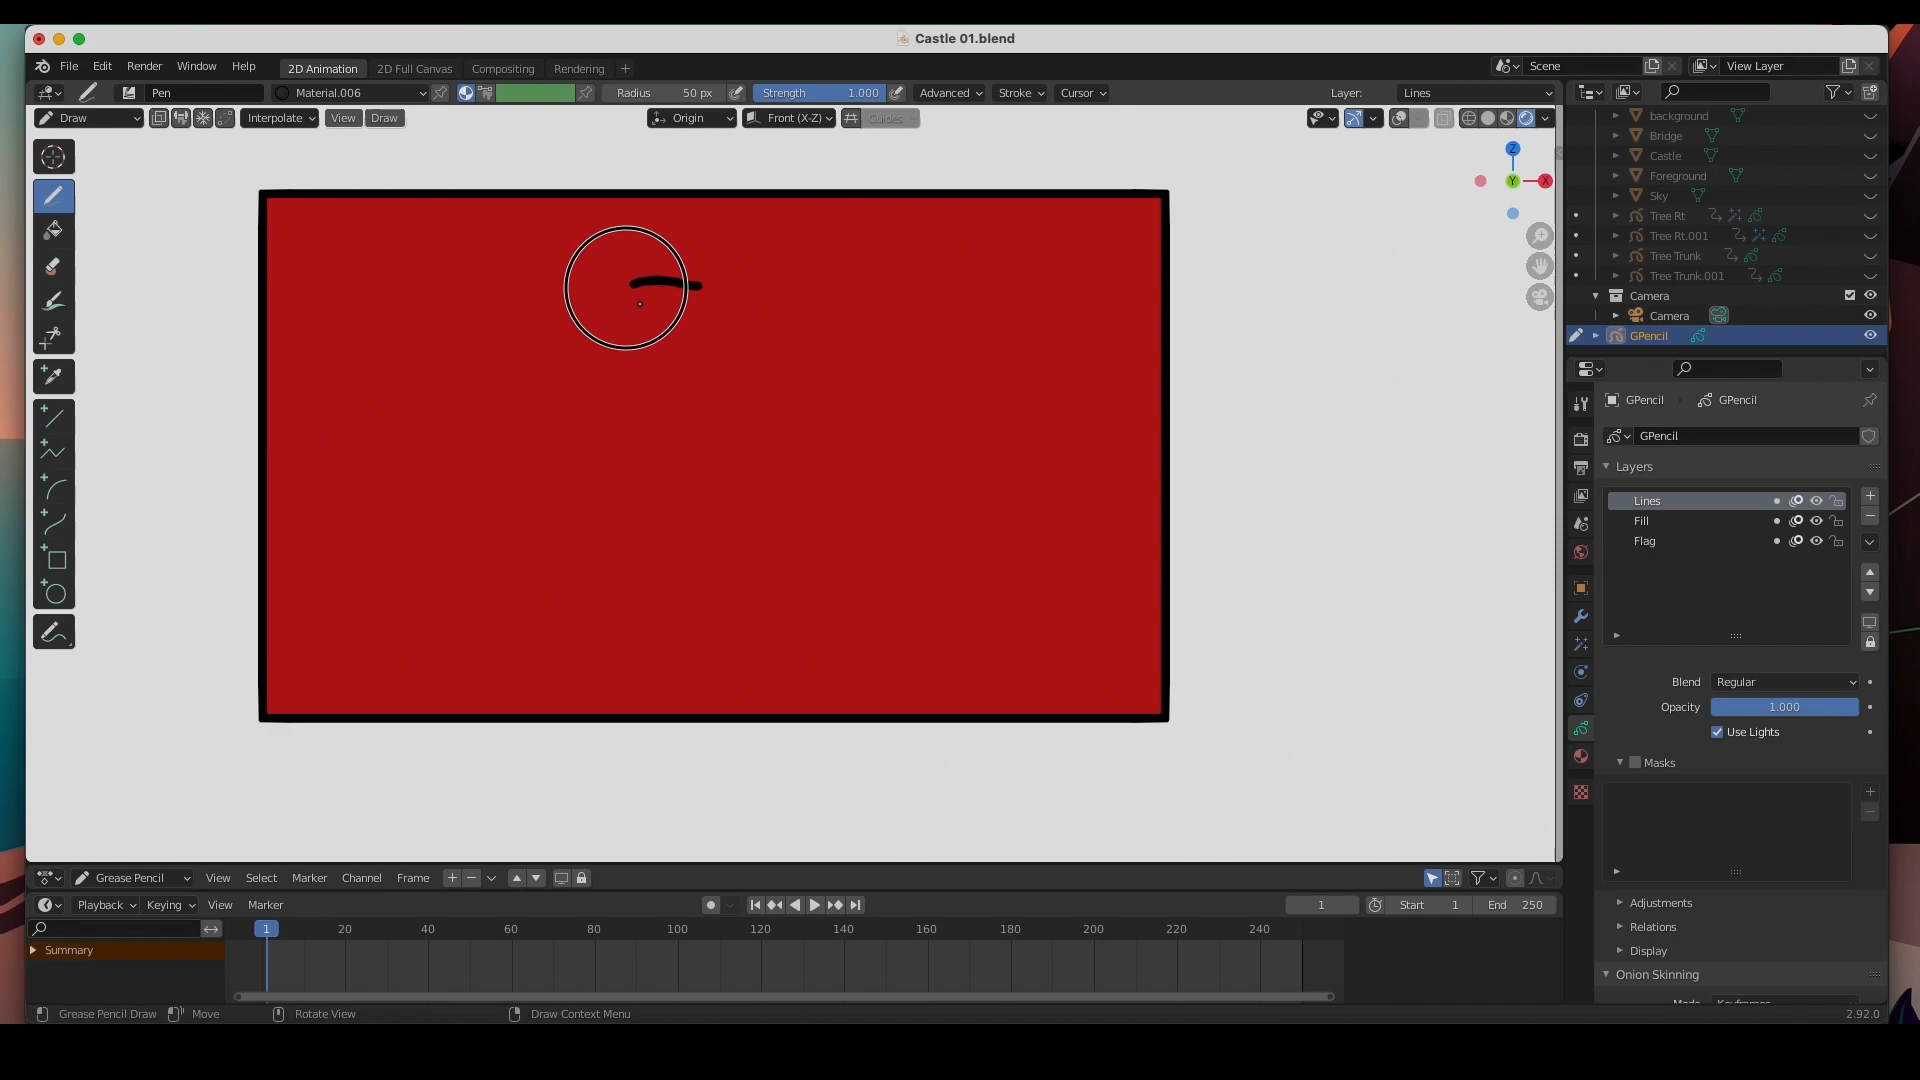 Castle 01.blend
File Edit Render Window Help 2D Animation 2D Full Canvas Compositing Rendering + Scene View Layer
Pen Material.006 Radius 50 px Strength 1.000 Advanced Stroke Cursor Layer: Lines
Draw Interpolate View Draw Origin Front (X-Z) Guides
Z
Y X
background
Bridge
Castle
Foreground
Sky
Tree Rt
Tree Rt.001
Tree Trunk
Tree Trunk.001
Camera
Camera
GPencil
GPencil GPencil
GPencil
Layers
Lines
Fill
Flag
Blend Regular
Opacity 1.000
Use Lights
Masks
Adjustments
Relations
Display
Onion Skinning
Mode Keyframes
Grease Pencil View Select Marker Channel Frame
Playback Keying View Marker 1 Start 1 End 250
1 20 40 60 80 100 120 140 160 180 200 220 240
Summary
Grease Pencil Draw Move Rotate View Draw Context Menu 2.92.0